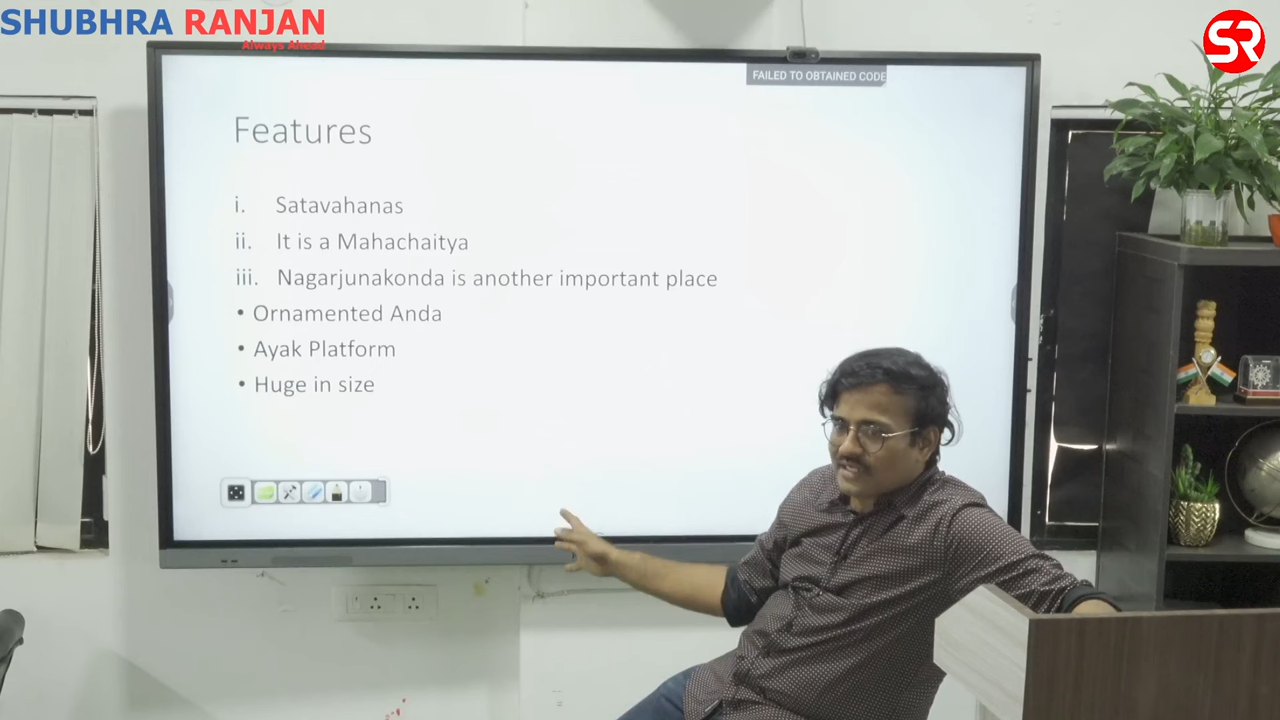 SHUBHRA RANJAN
Always Ahead
SR
FAILED TO OBTAINED CODE
Features
i. Satavahanas
ii. It is a Mahachaitya
iii. Nagarjunakonda is another important place
• Ornamented Anda
• Ayak Platform
• Huge in size